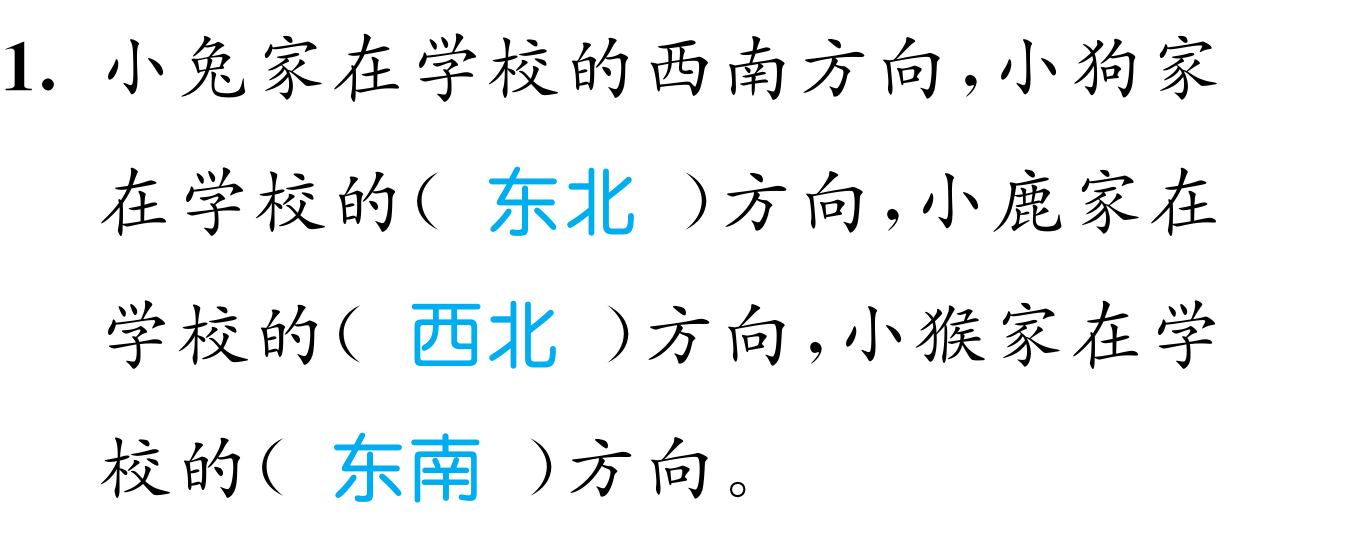 1. 小兔家在学校的西南方向,小狗家
在学校的( 东北 )方向,小鹿家在
学校的( 西北 )方向,小猴家在学
校的( 东南 )方向。